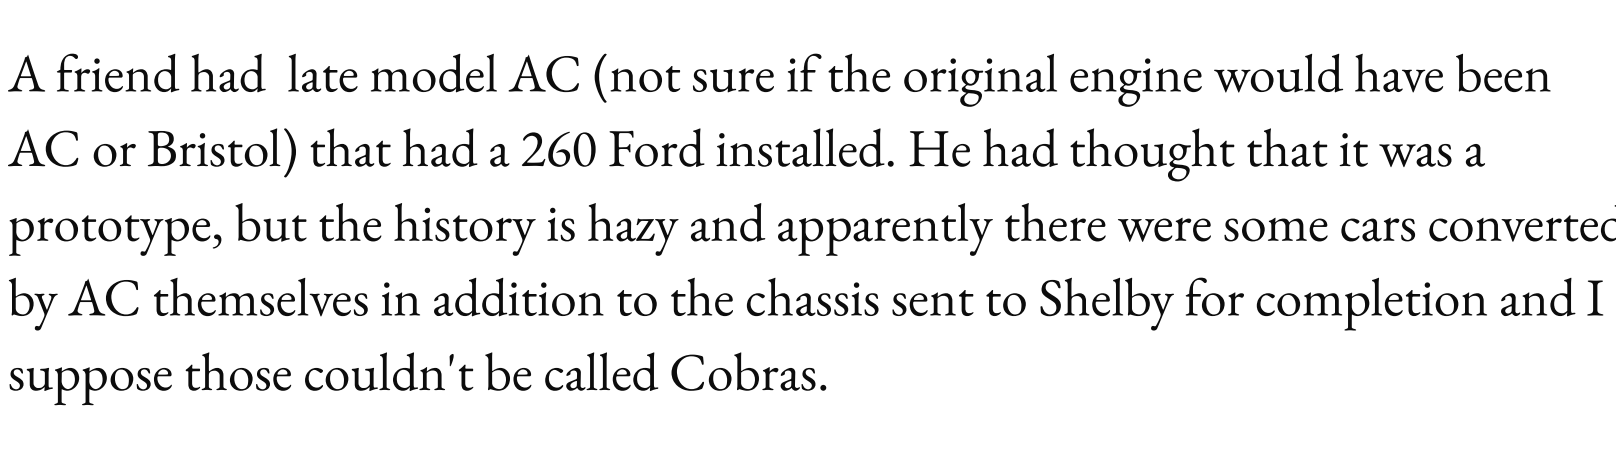 A friend had  late model AC (not sure if the original engine would have been
AC or Bristol) that had a 260 Ford installed. He had thought that it was a
prototype, but the history is hazy and apparently there were some cars converted
by AC themselves in addition to the chassis sent to Shelby for completion and I
suppose those couldn't be called Cobras.